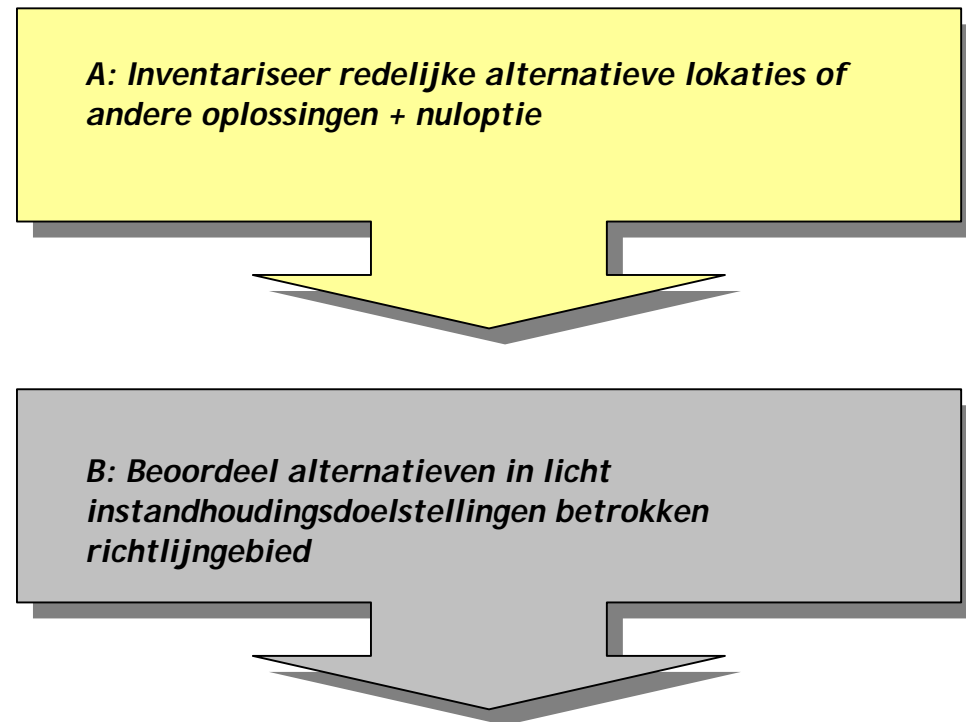 A: Inventariseer redelijke alternatieve lokaties of
andere oplossingen + nuloptie
B: Beoordeel alternatieven in licht
instandhoudingsdoelstellingen betrokken
richtlijngebied